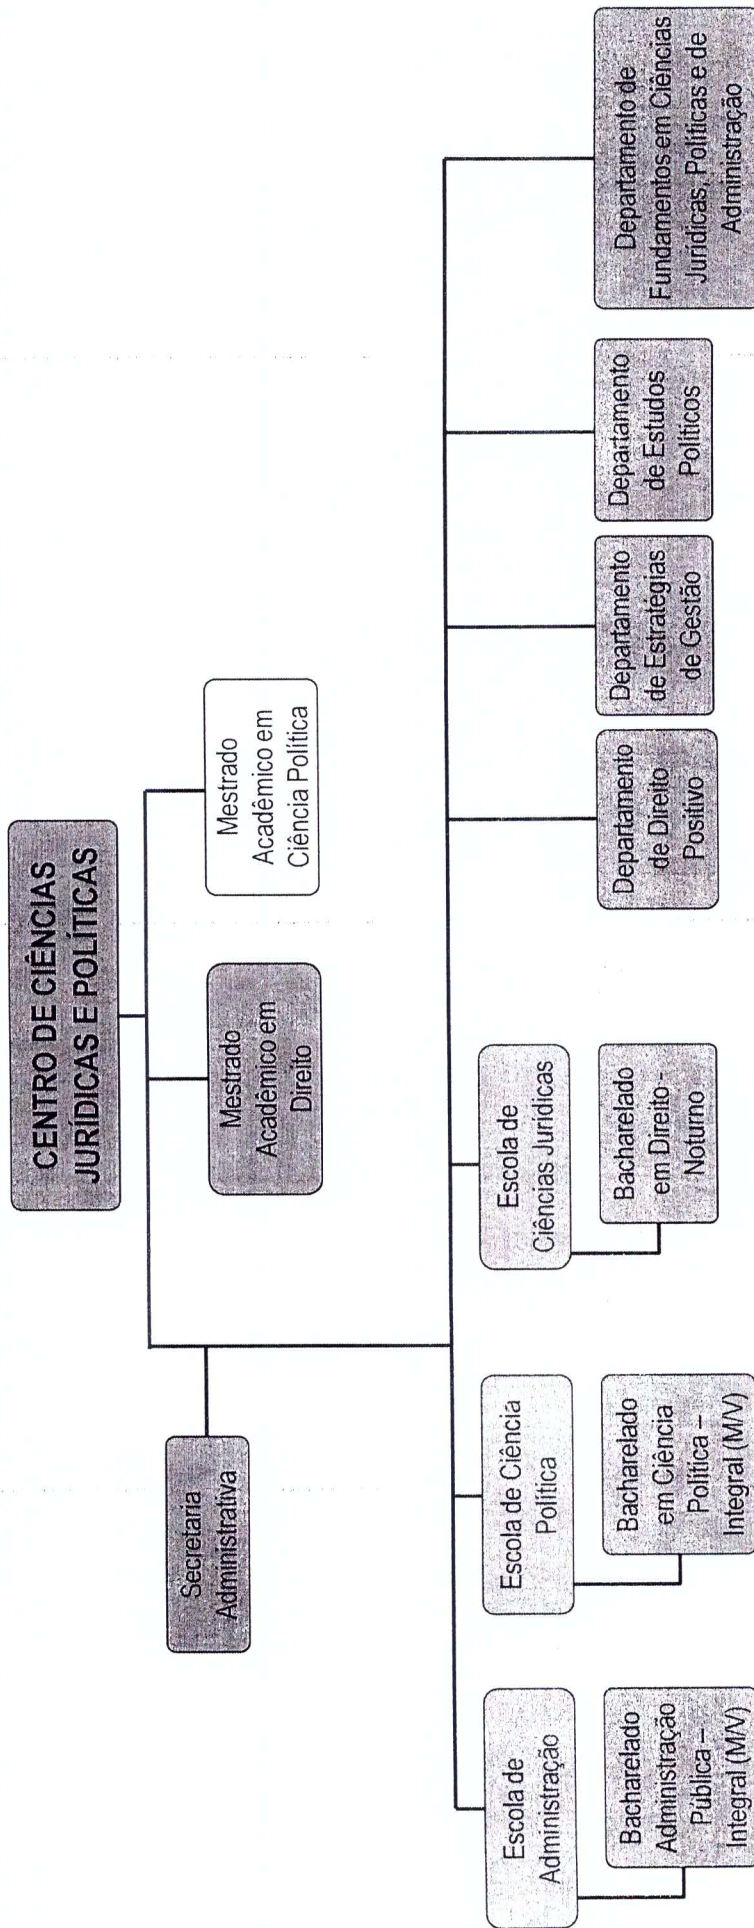 CENTRO DE CIÊNCIAS
JURÍDICAS E POLÍTICAS
Secretaria
Administrativa
Mestrado
Acadêmico em
Direito
Mestrado
Acadêmico em
Ciência Política
Escola de
Administração
Bacharelado
Administração
Pública –
Integral (M/V)
Escola de Ciência
Política
Bacharelado
em Ciência
Política –
Integral (M/V)
Escola de
Ciências Jurídicas
Bacharelado
em Direito -
Noturno
Departamento
de Direito
Positivo
Departamento
de Estratégias
de Gestão
Departamento
de Estudos
Políticos
Departamento de
Fundamentos em Ciências
Jurídicas, Políticas e de
Administração